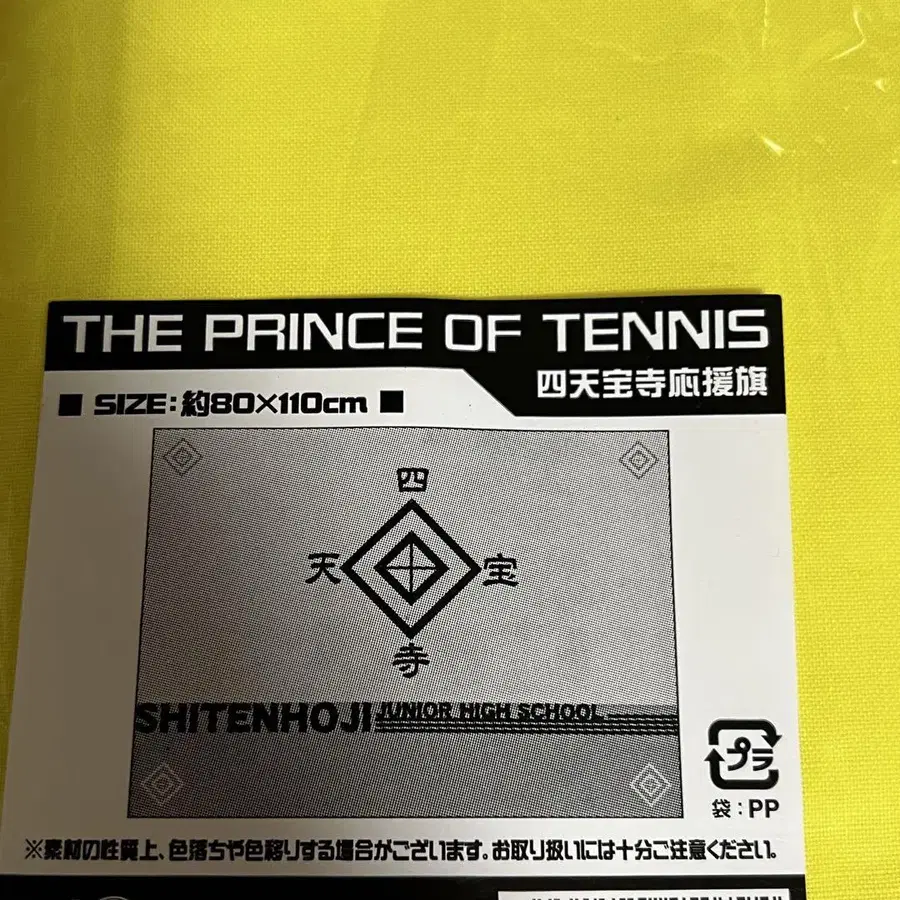 THE PRINCE OF TENNIS
四天宝寺応援旗
■ SIZE:約80×110cm ■
四
天 宝
寺
SHITENHOJI JUNIOR HIGH SCHOOL
プラ
袋:PP
※素材の性質上、色落ちや色移りする場合がございます。お取り扱いには十分ご注意ください。